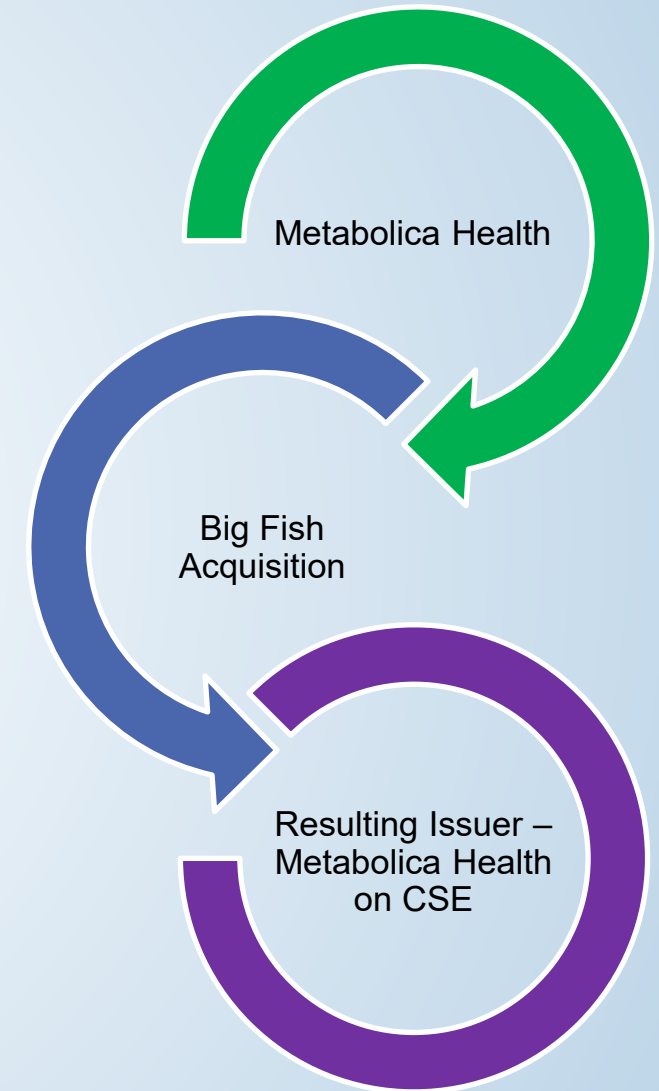 Metabolica Health
Big Fish
Acquisition
Resulting Issuer –
Metabolica Health
on CSE